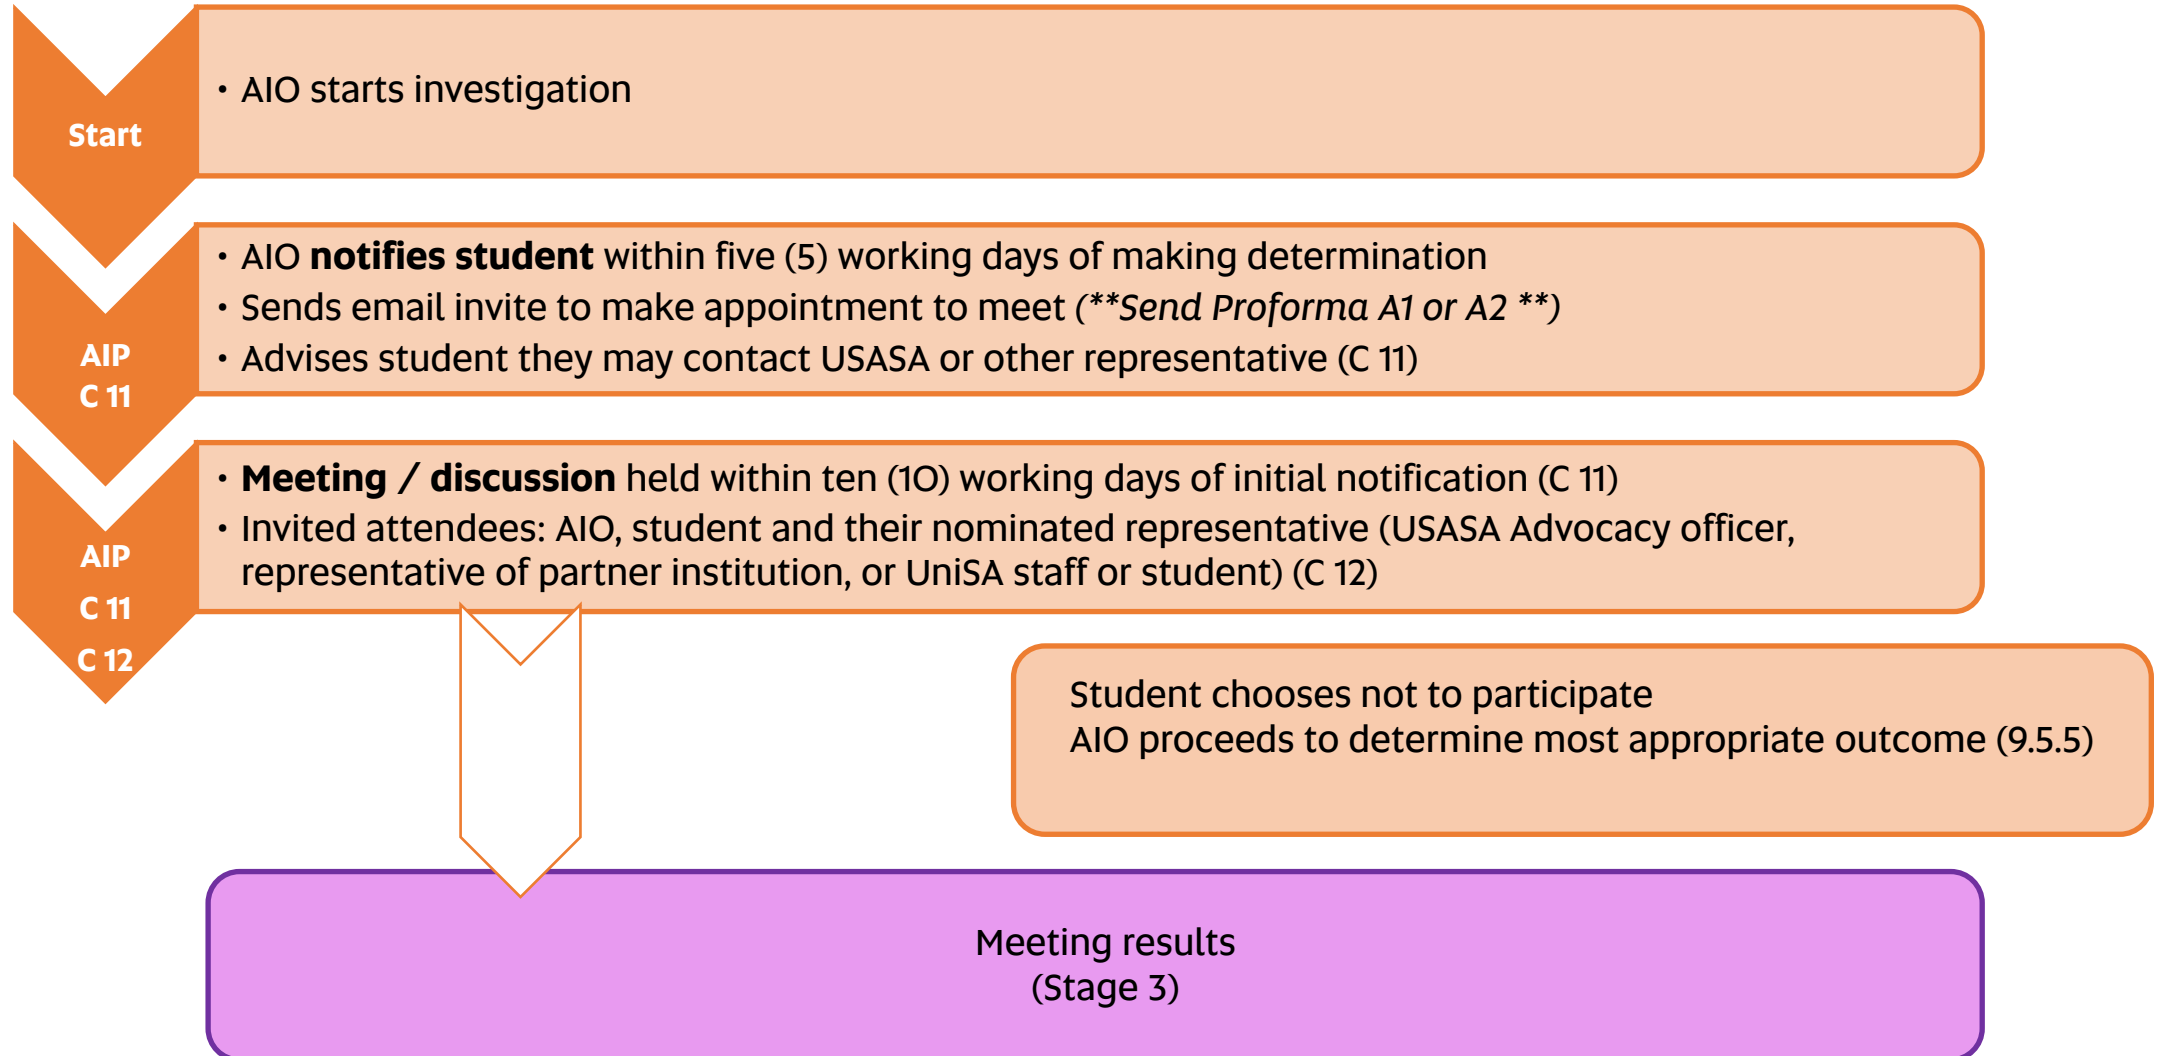 Start
• AIO starts investigation
AIP
C 11
• AIO notifies student within five (5) working days of making determination
• Sends email invite to make appointment to meet (**Send Proforma A1 or A2 **)
• Advises student they may contact USASA or other representative (C 11)
AIP
C 11
C 12
• Meeting / discussion held within ten (10) working days of initial notification (C 11)
• Invited attendees: AIO, student and their nominated representative (USASA Advocacy officer,
representative of partner institution, or UniSA staff or student) (C 12)
Student chooses not to participate
AIO proceeds to determine most appropriate outcome (9.5.5)
Meeting results
(Stage 3)